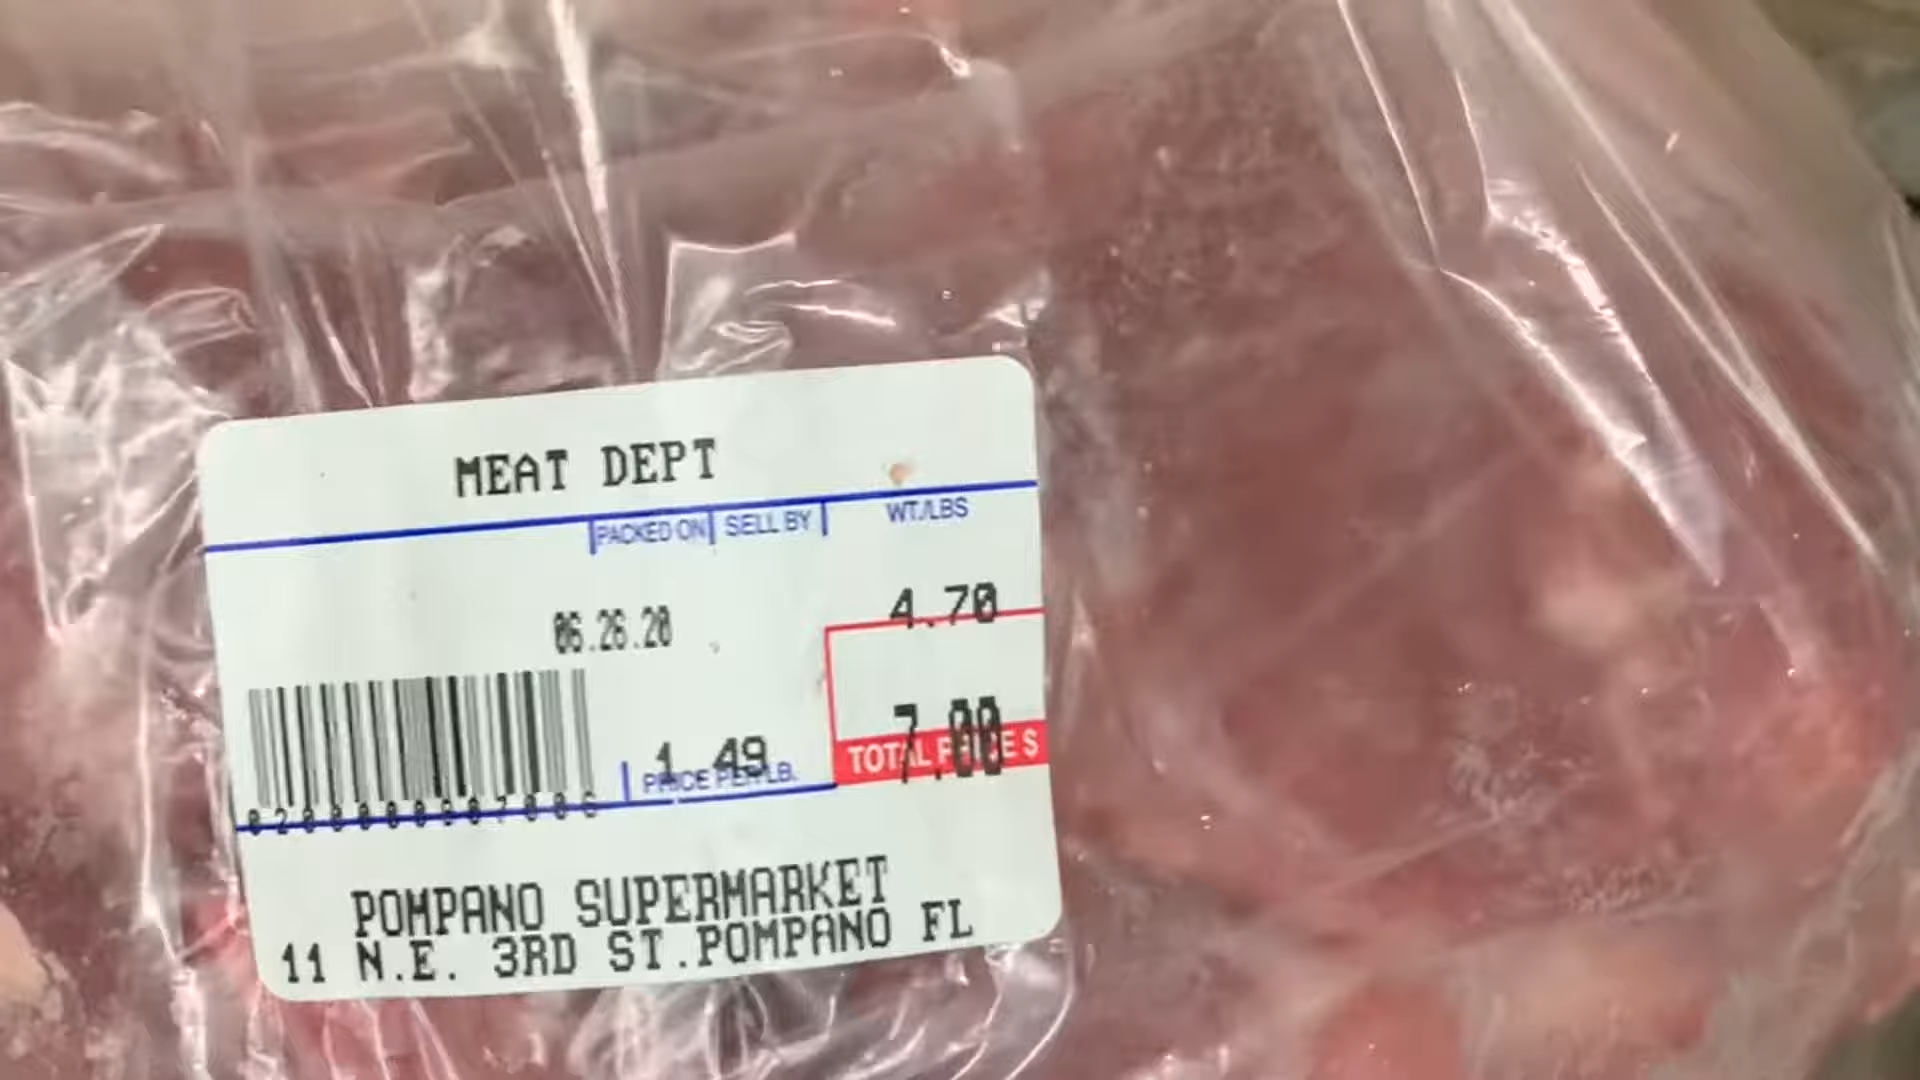 MEAT DEPT
PACKED ON SELL BY WT./LBS
4.70
06.26.20
7.00
1.49
TOTAL PRICE $
PRICE PER LB.
POMPANO SUPERMARKET
11 N.E. 3RD ST.POMPANO FL